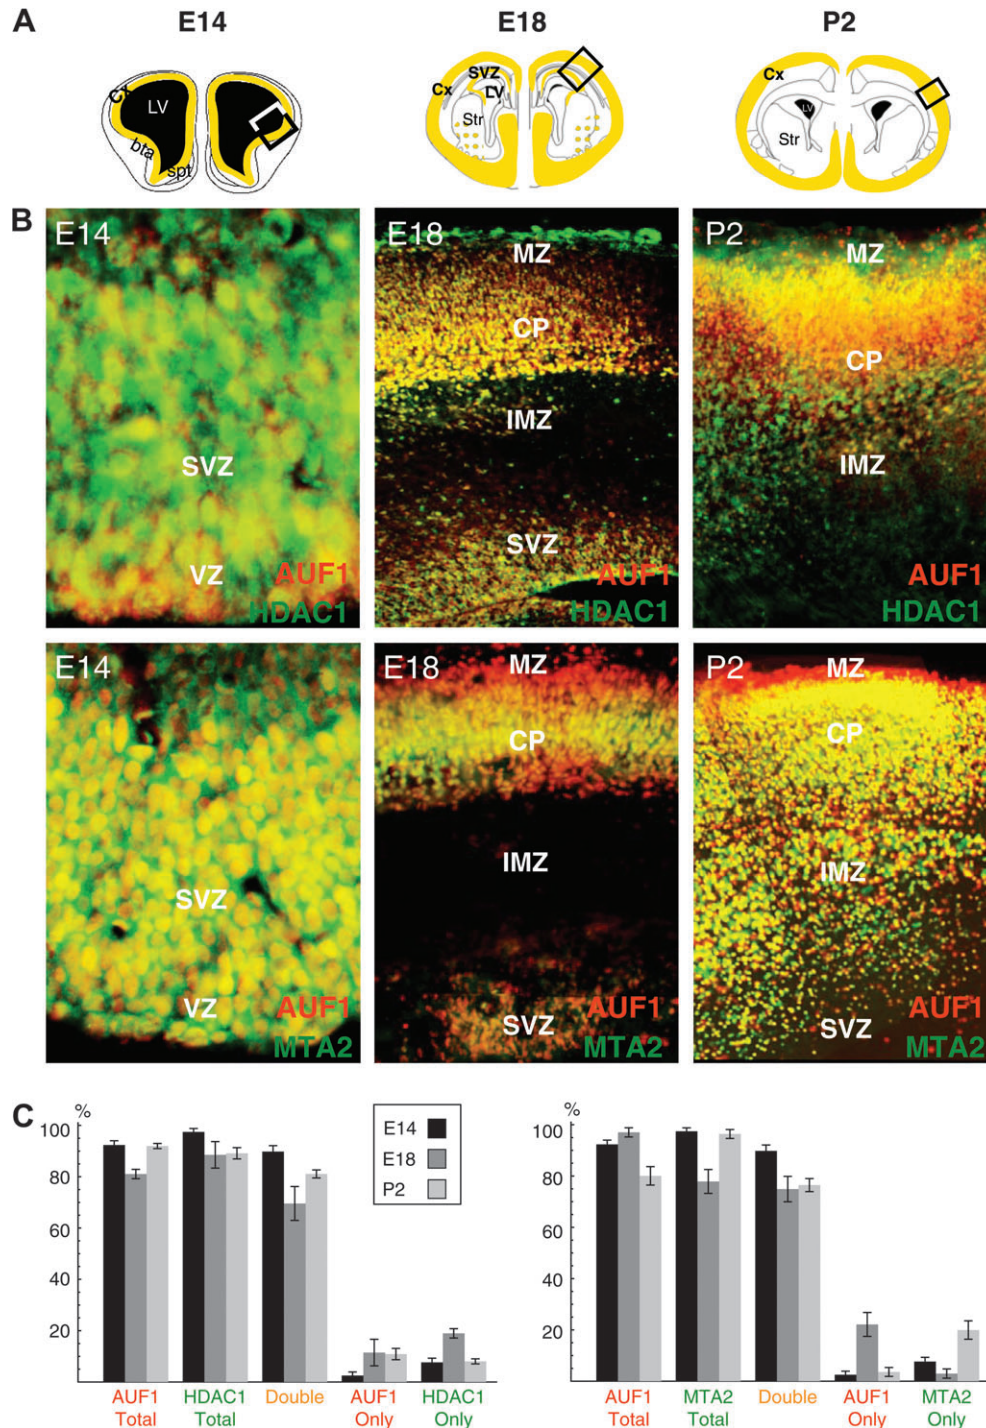 A
E14
E18
P2
Cx
LV
bta
spt
SVZ
Cx
LV
Str
Cx
LV
Str
B
E14
SVZ
VZ
AUF1
HDAC1
E18
MZ
CP
IMZ
SVZ
AUF1
HDAC1
P2
MZ
CP
IMZ
AUF1
HDAC1
E14
SVZ
VZ
AUF1
MTA2
E18
MZ
CP
IMZ
SVZ
AUF1
MTA2
P2
MZ
CP
IMZ
SVZ
AUF1
MTA2
C
%
100
80
60
40
20
AUF1 Total
HDAC1 Total
Double
AUF1 Only
HDAC1 Only
E14
E18
P2
%
100
80
60
40
20
AUF1 Total
MTA2 Total
Double
AUF1 Only
MTA2 Only